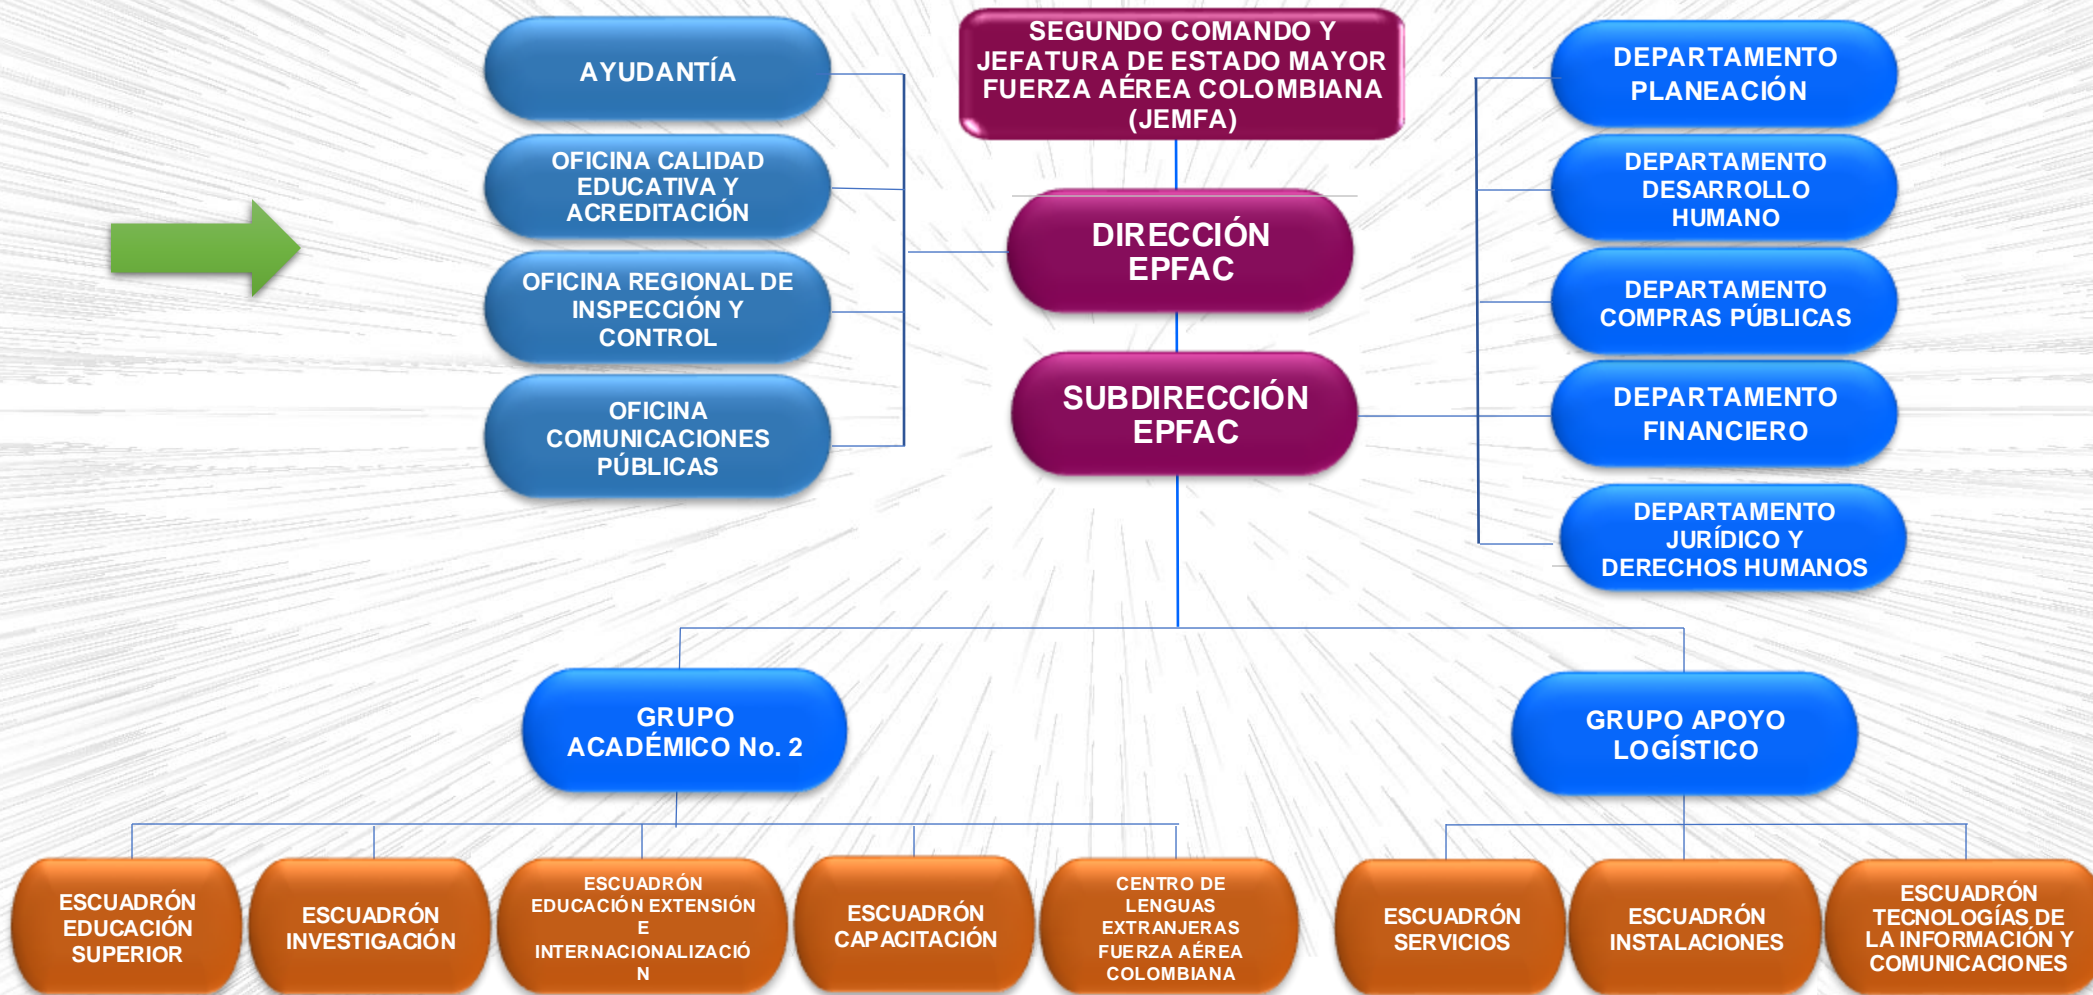 SEGUNDO COMANDO Y
JEFATURA DE ESTADO MAYOR
FUERZA AÉREA COLOMBIANA
(JEMFA)
DIRECCIÓN
EPFAC
SUBDIRECCIÓN
EPFAC
AYUDANTÍA
OFICINA CALIDAD
EDUCATIVA Y
ACREDITACIÓN
OFICINA REGIONAL DE
INSPECCIÓN Y
CONTROL
OFICINA
COMUNICACIONES
PÚBLICAS
DEPARTAMENTO
PLANEACIÓN
DEPARTAMENTO
DESARROLLO
HUMANO
DEPARTAMENTO
COMPRAS PÚBLICAS
DEPARTAMENTO
FINANCIERO
DEPARTAMENTO
JURÍDICO Y
DERECHOS HUMANOS
GRUPO
ACADÉMICO No. 2
GRUPO APOYO
LOGÍSTICO
ESCUADRÓN
EDUCACIÓN
SUPERIOR
ESCUADRÓN
INVESTIGACIÓN
ESCUADRÓN
EDUCACIÓN EXTENSIÓN
E
INTERNACIONALIZACIÓ
N
ESCUADRÓN
CAPACITACIÓN
CENTRO DE
LENGUAS
EXTRANJERAS
FUERZA AÉREA
COLOMBIANA
ESCUADRÓN
SERVICIOS
ESCUADRÓN
INSTALACIONES
ESCUADRÓN
TECNOLOGÍAS DE
LA INFORMACIÓN Y
COMUNICACIONES